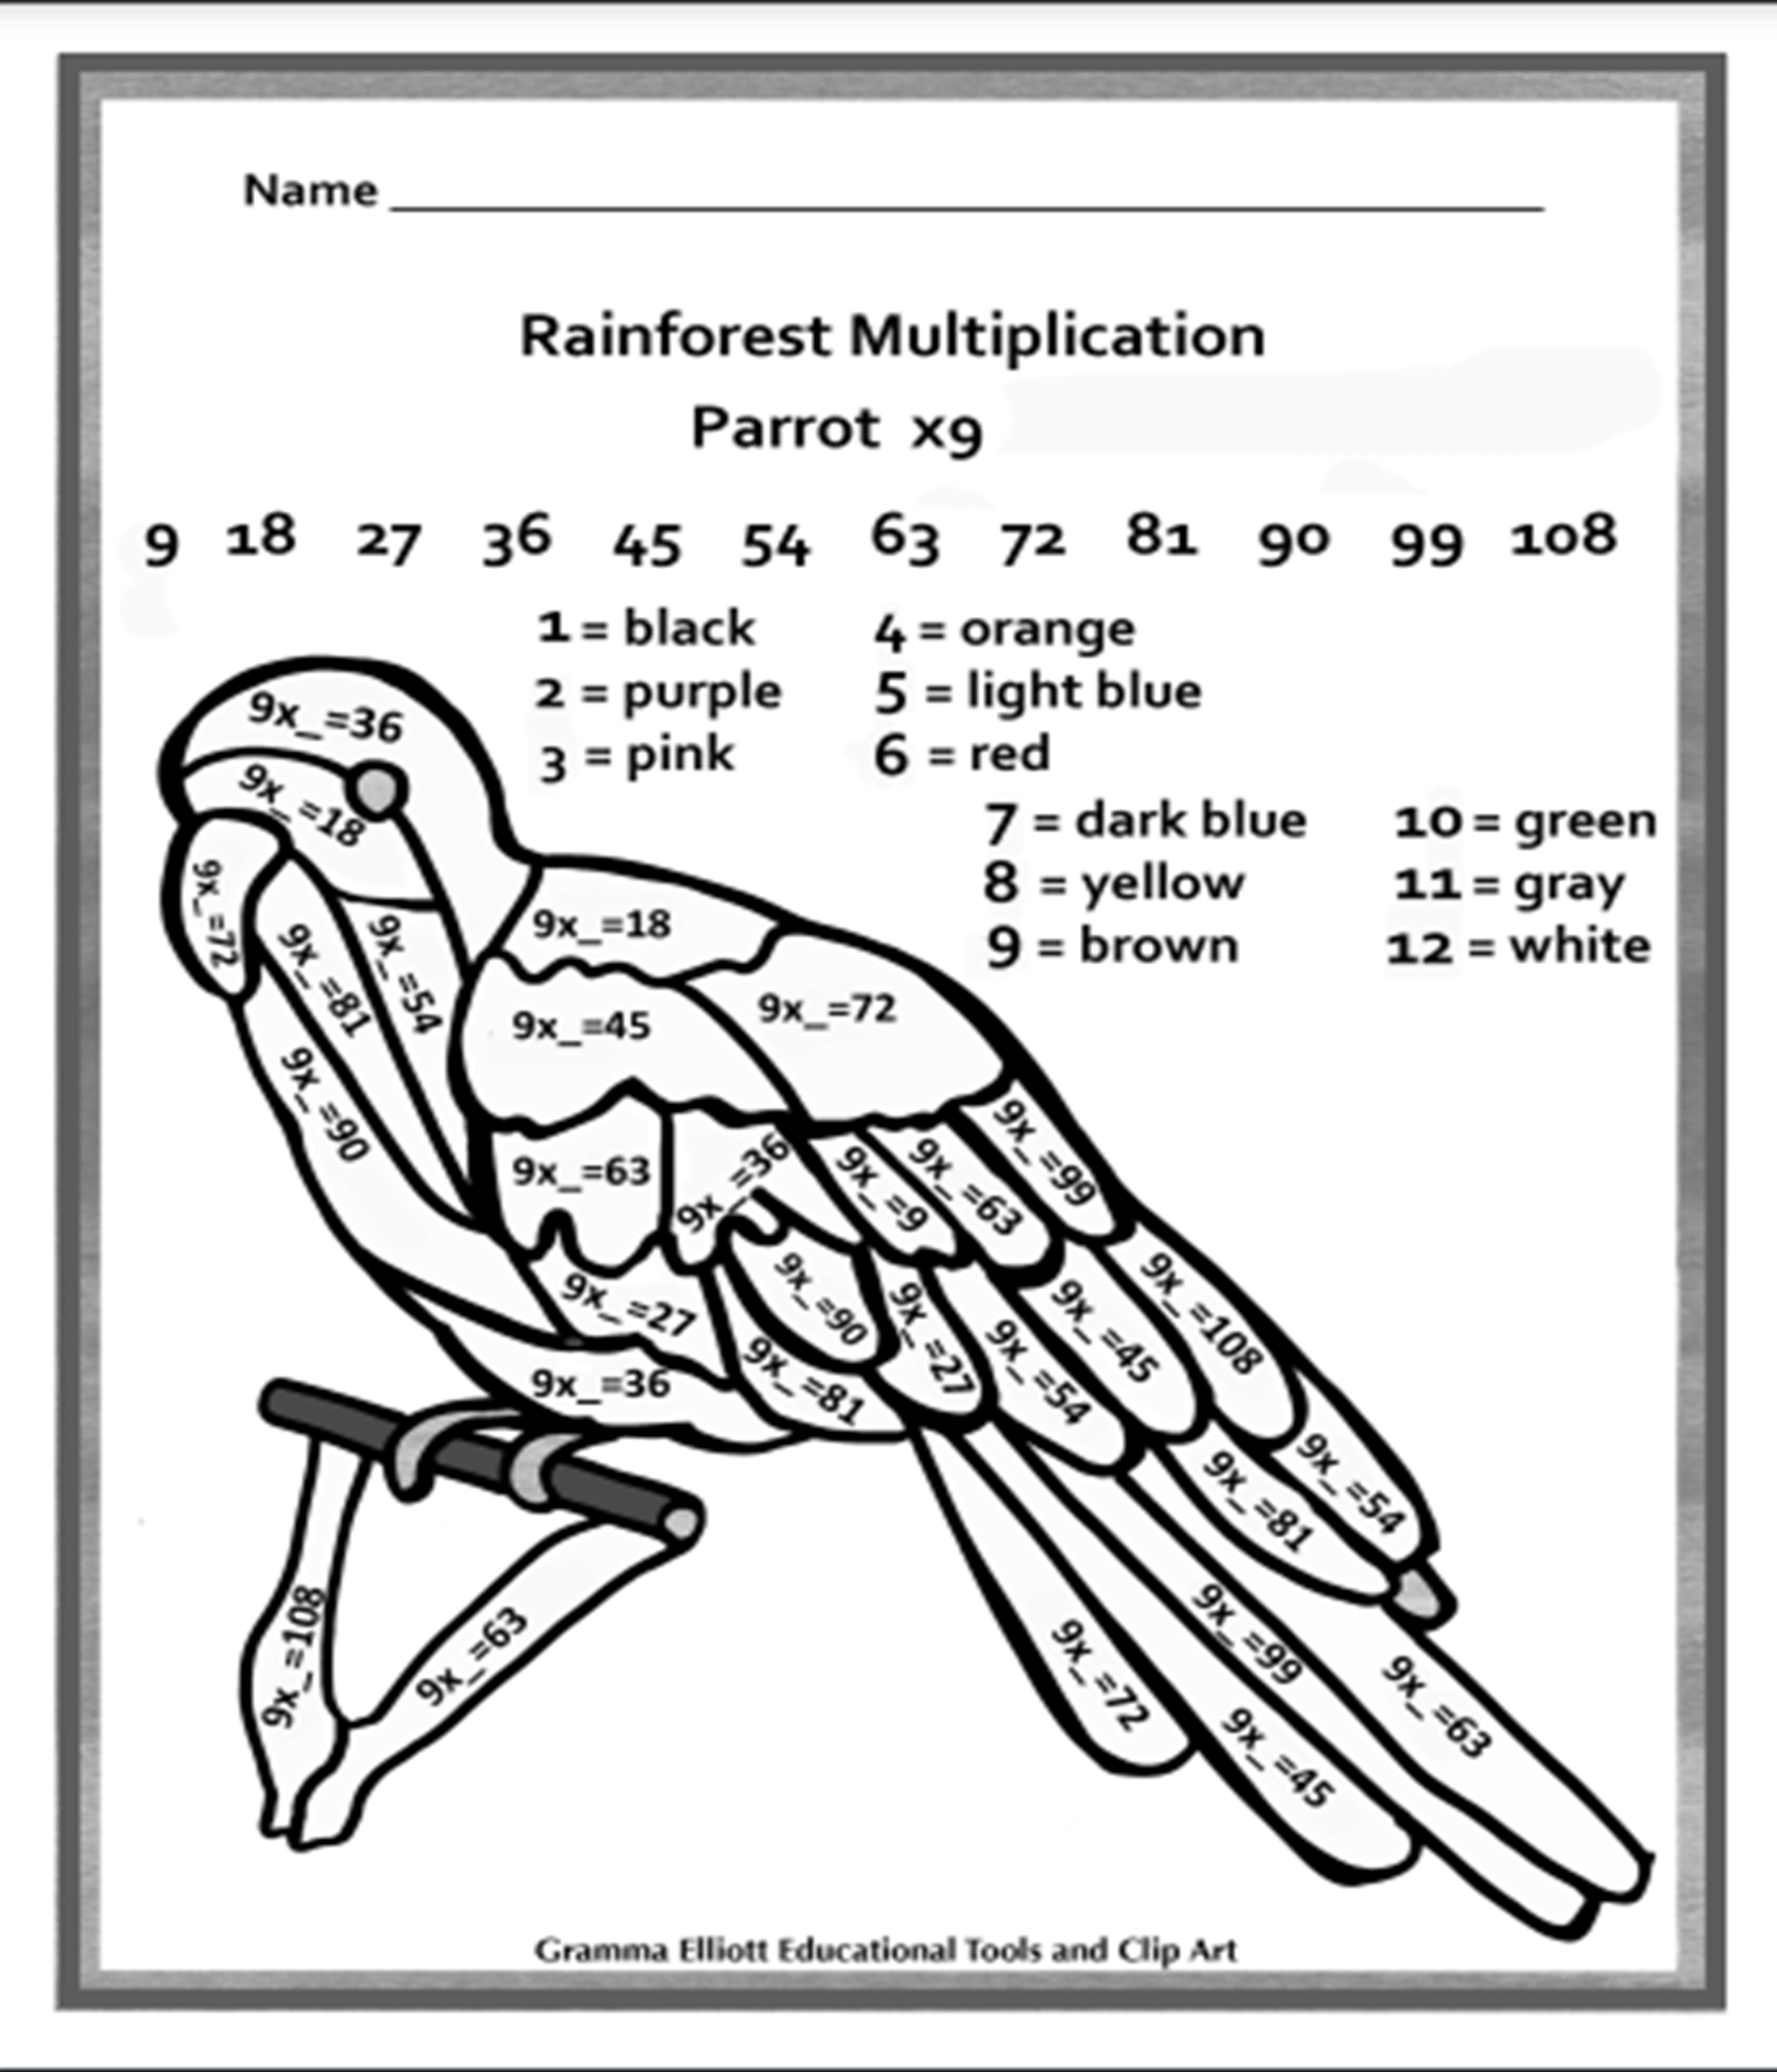 Name
Rainforest Multiplication
Parrot x9
9 18 27 36 45 54 63 72 81 90 99 108
1 = black 4 = orange
2 = purple 5 = light blue
3 = pink 6 = red
7 = dark blue 10 = green
8 = yellow 11 = gray
9 = brown 12 = white
9x_=36
9x_=18
9x_=72
9x_=81
9x_=54
9x_=90
9x_=18
9x_=45
9x_=72
9x_=63
9x_=36
9x_=9
9x_=63
9x_=99
9x_=27
9x_=90
9x_=27
9x_=54
9x_=45
9x_=108
9x_=36
9x_=81
9x_=81
9x_=54
9x_=108
9x_=63
9x_=72
9x_=45
9x_=99
9x_=63
Gramma Elliott Educational Tools and Clip Art